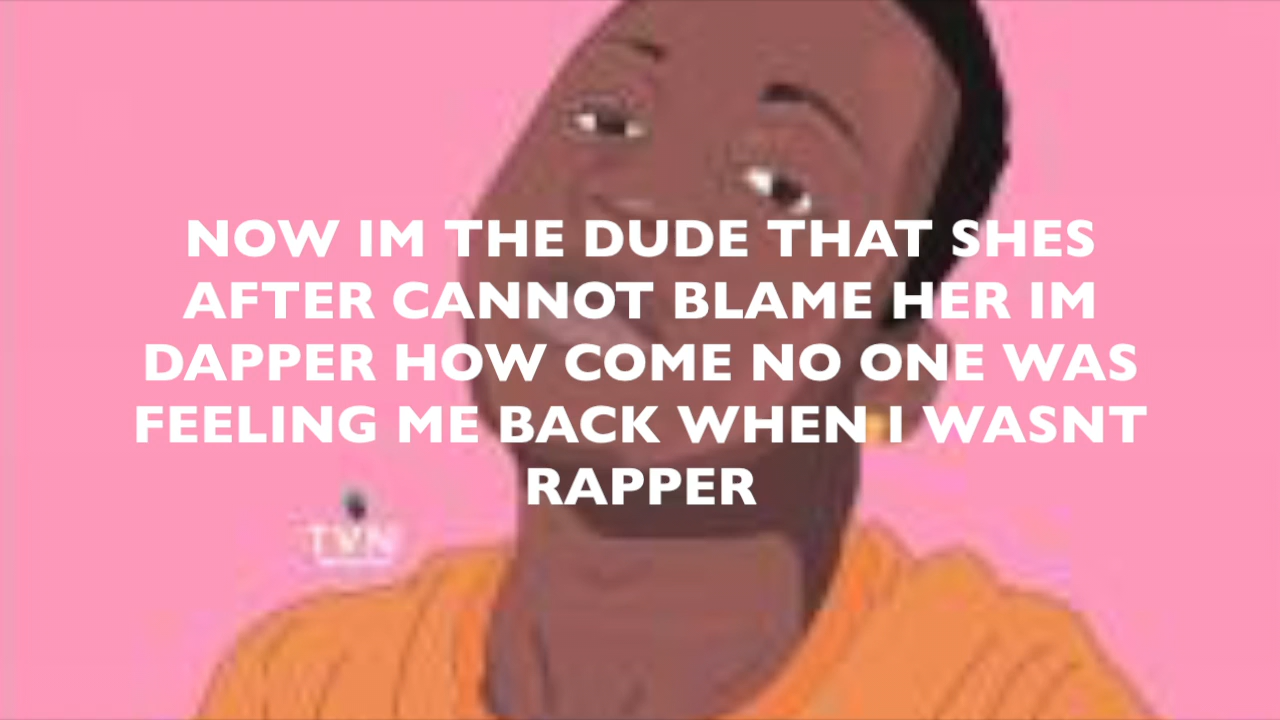 NOW IM THE DUDE THAT SHES
AFTER CANNOT BLAME HER IM
DAPPER HOW COME NO ONE WAS
FEELING ME BACK WHEN I WASNT
RAPPER
TVN